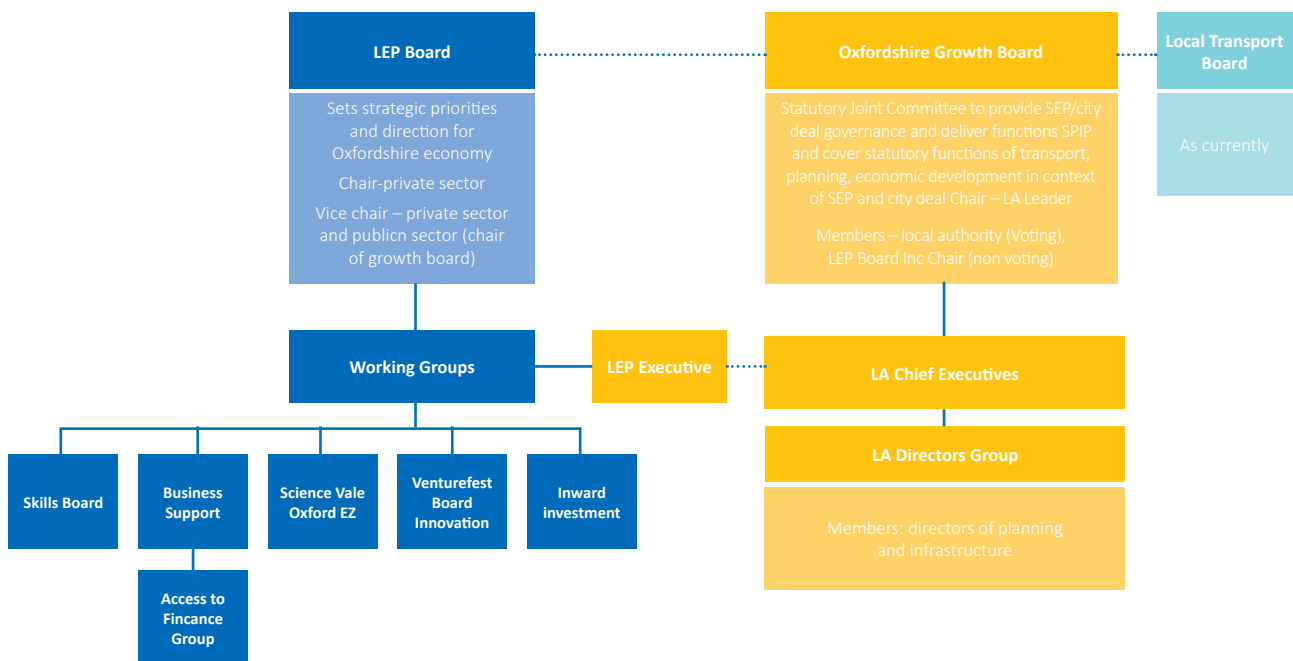 LEP Board
Sets strategic priorities
and direction for
Oxfordshire economy
Chair-private sector
Vice chair – private sector
and publicn sector (chair
of growth board)
Oxfordshire Growth Board
Statutory Joint Committee to provide SEP/city
deal governance and deliver functions SPIP
and cover statutory functions of transport,
planning, economic development in context
of SEP and city deal Chair – LA Leader
Members – local authority (Voting),
LEP Board Inc Chair (non voting)
Local Transport
Board
As currently
Working Groups
LEP Executive
LA Chief Executives
LA Directors Group
Members: directors of planning
and infrastructure
Skills Board
Business
Support
Science Vale
Oxford EZ
Venturefest
Board
Innovation
Inward
investment
Access to
Fincance
Group